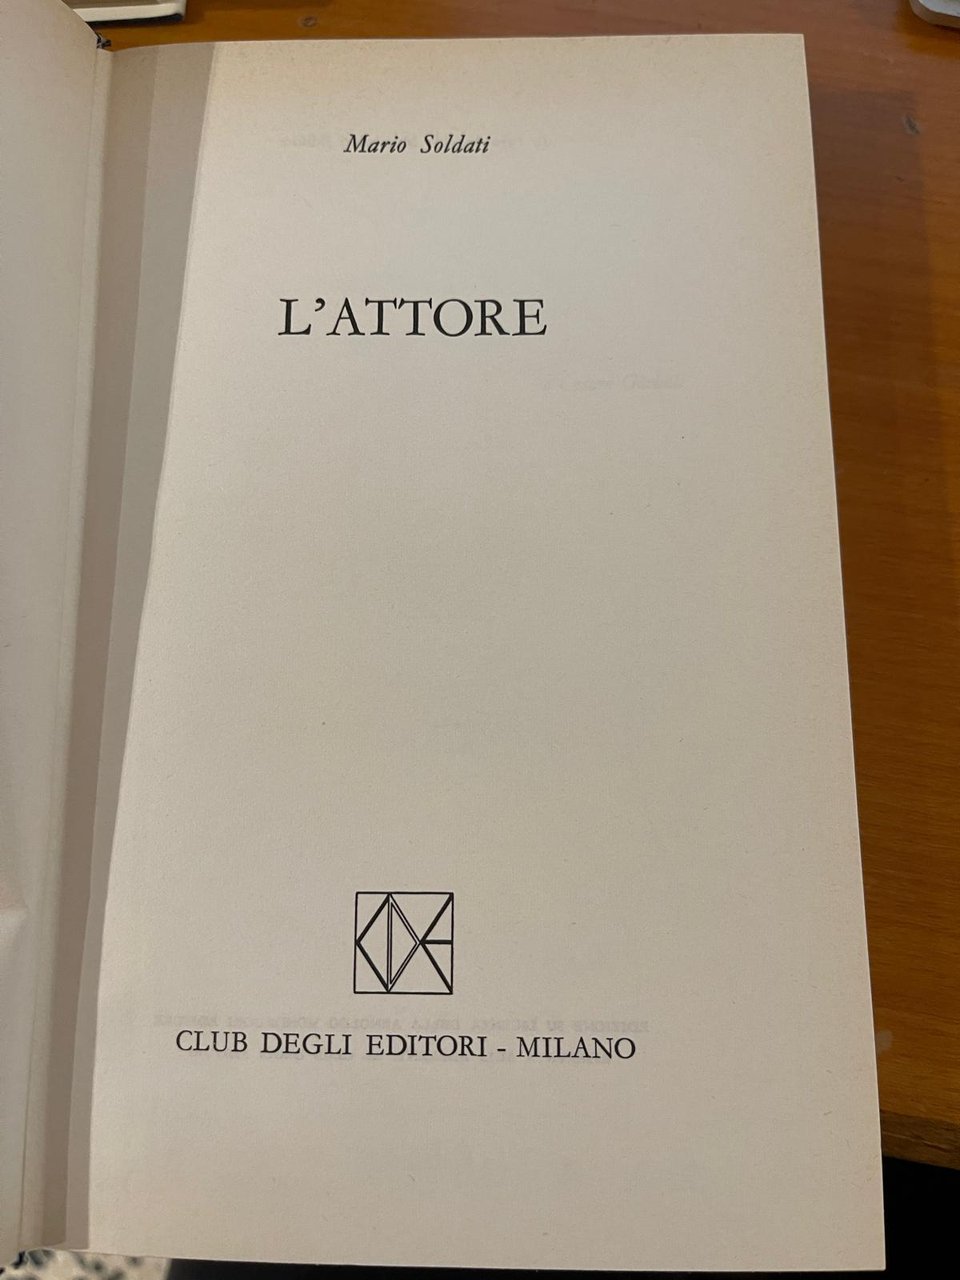 Mario Soldati
L'ATTORE
CLUB DEGLI EDITORI - MILANO